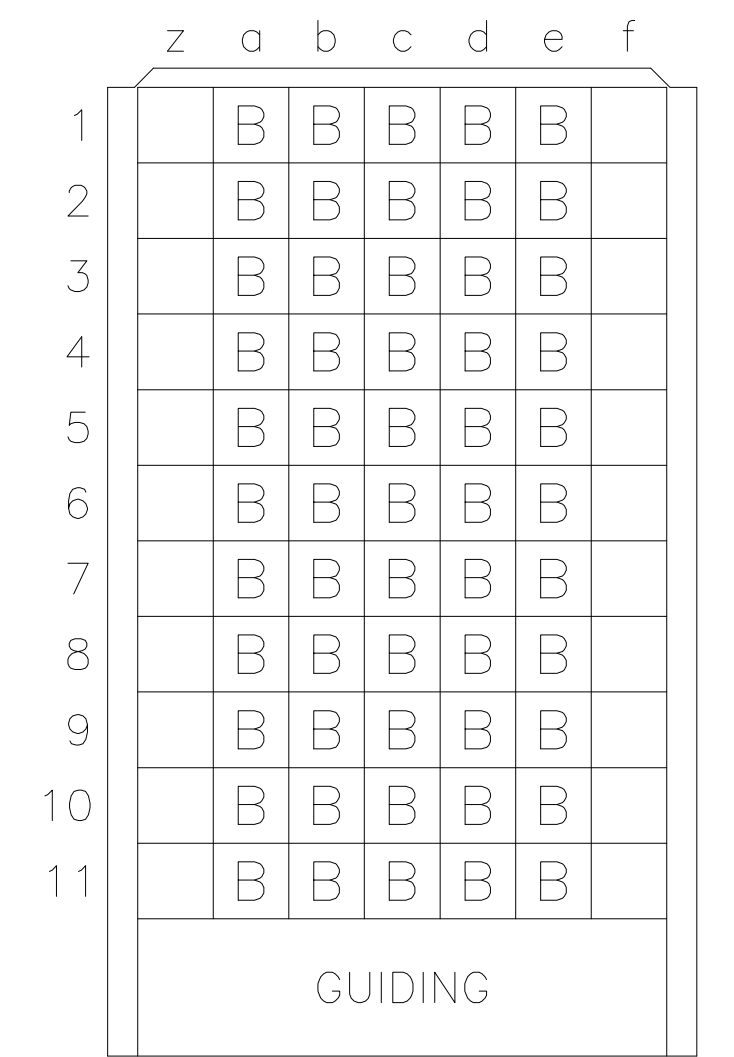 z a b c d e f
1 B B B B B
2 B B B B B
3 B B B B B
4 B B B B B
5 B B B B B
6 B B B B B
7 B B B B B
8 B B B B B
9 B B B B B
10 B B B B B
11 B B B B B
GUIDING